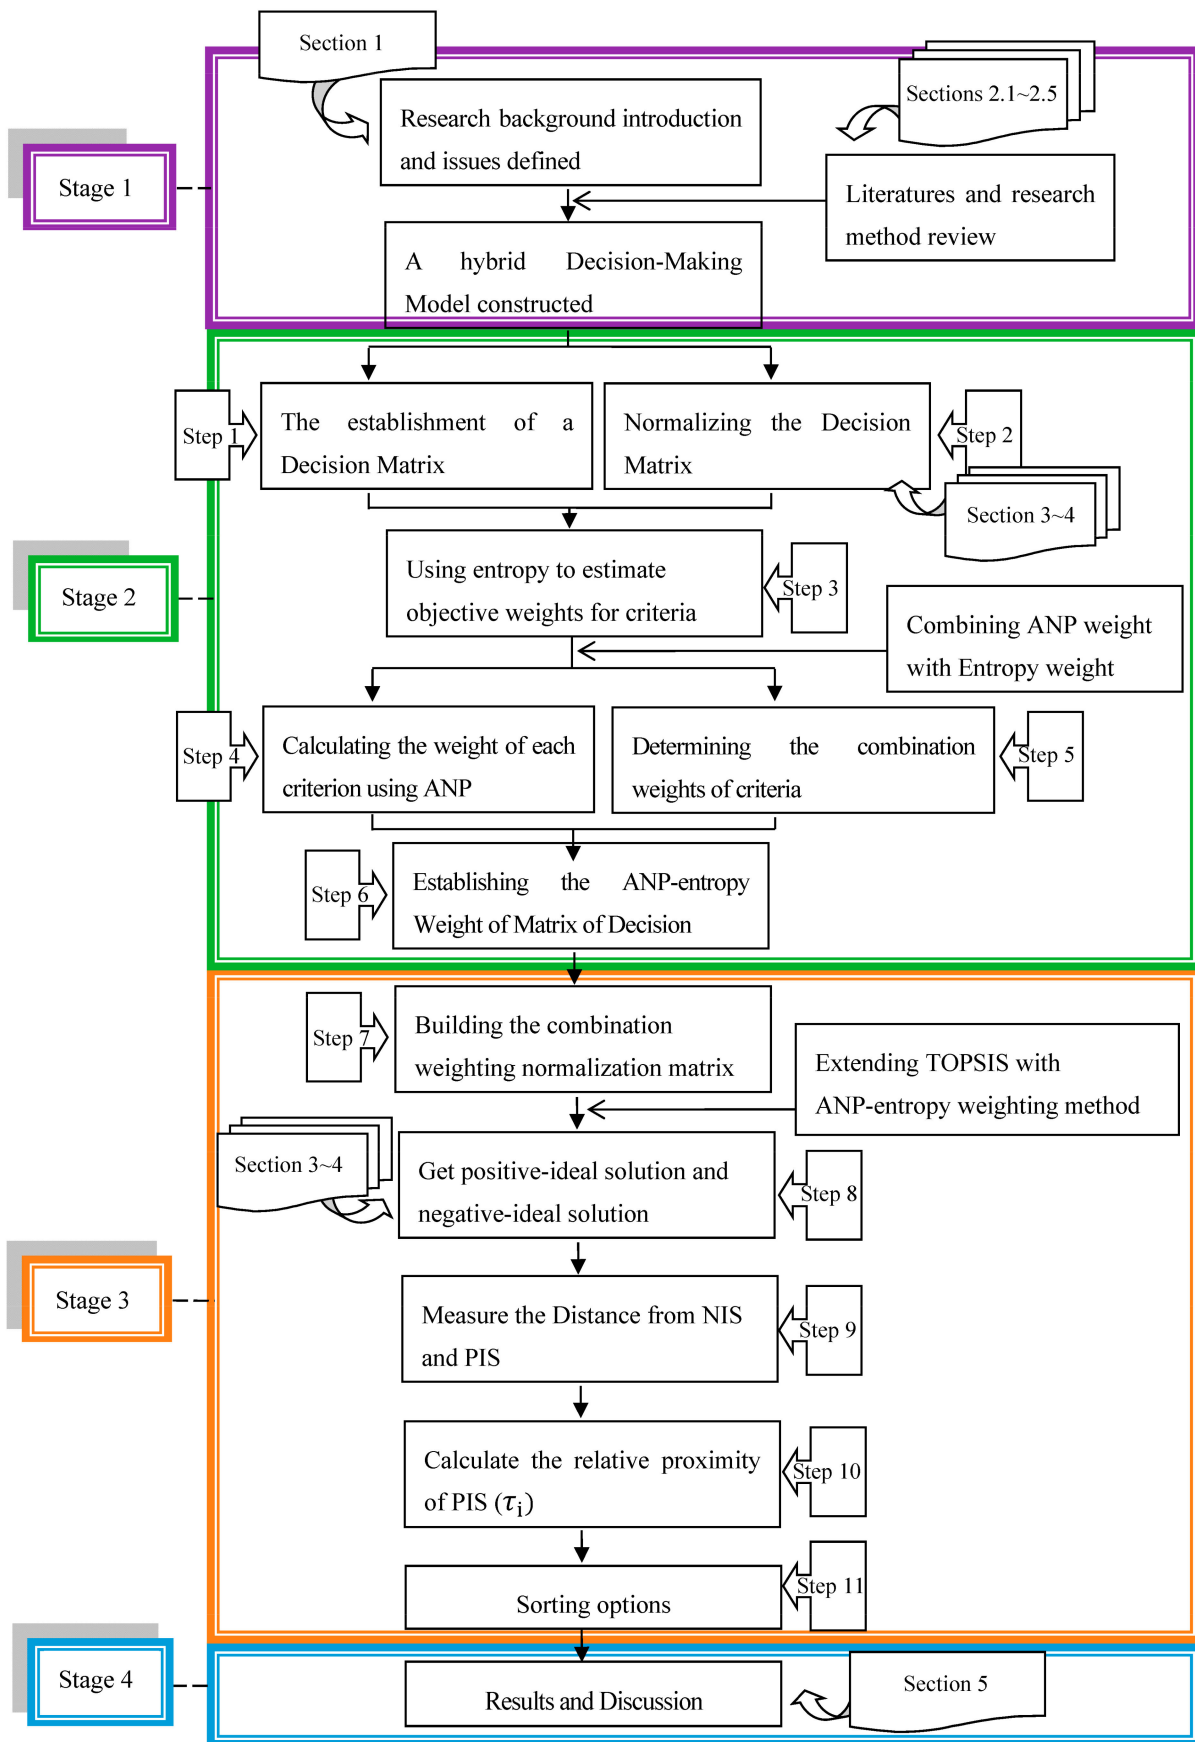 Section 1
Sections 2.1~2.5
Research background introduction
and issues defined
Stage 1
Literatures and research
method review
A hybrid Decision-Making
Model constructed
Step 1
The establishment of a
Decision Matrix
Normalizing the Decision
Matrix
Step 2
Section 3~4
Using entropy to estimate
objective weights for criteria
Step 3
Stage 2
Combining ANP weight
with Entropy weight
Step 4
Calculating the weight of each
criterion using ANP
Determining the combination
weights of criteria
Step 5
Step 6
Establishing the ANP-entropy
Weight of Matrix of Decision
Step 7
Building the combination
weighting normalization matrix
Extending TOPSIS with
ANP-entropy weighting method
Section 3~4
Get positive-ideal solution and
negative-ideal solution
Step 8
Stage 3
Measure the Distance from NIS
and PIS
Step 9
Calculate the relative proximity
of PIS (τi)
Step 10
Sorting options
Step 11
Stage 4
Results and Discussion
Section 5